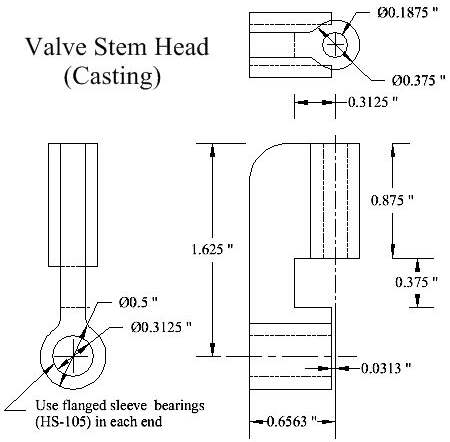 Valve Stem Head
(Casting)
Ø0.1875 "
Ø0.375 "
0.3125 "
1.625 "
0.875 "
0.375 "
Ø0.5 "
Ø0.3125 "
0.0313 "
Use flanged sleeve bearings
(HS-105) in each end
0.6563 "